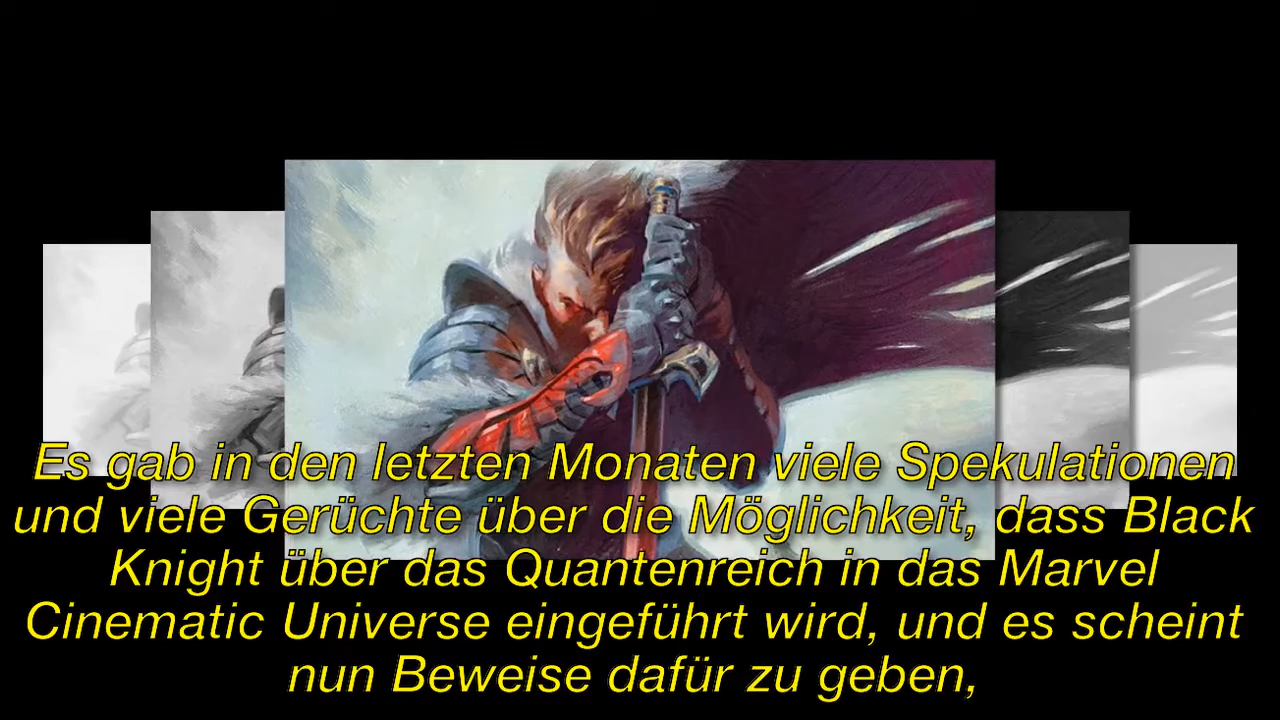 Es gab in den letzten Monaten viele Spekulationen
und viele Gerüchte über die Möglichkeit, dass Black
Knight über das Quantenreich in das Marvel
Cinematic Universe eingeführt wird, und es scheint
nun Beweise dafür zu geben,